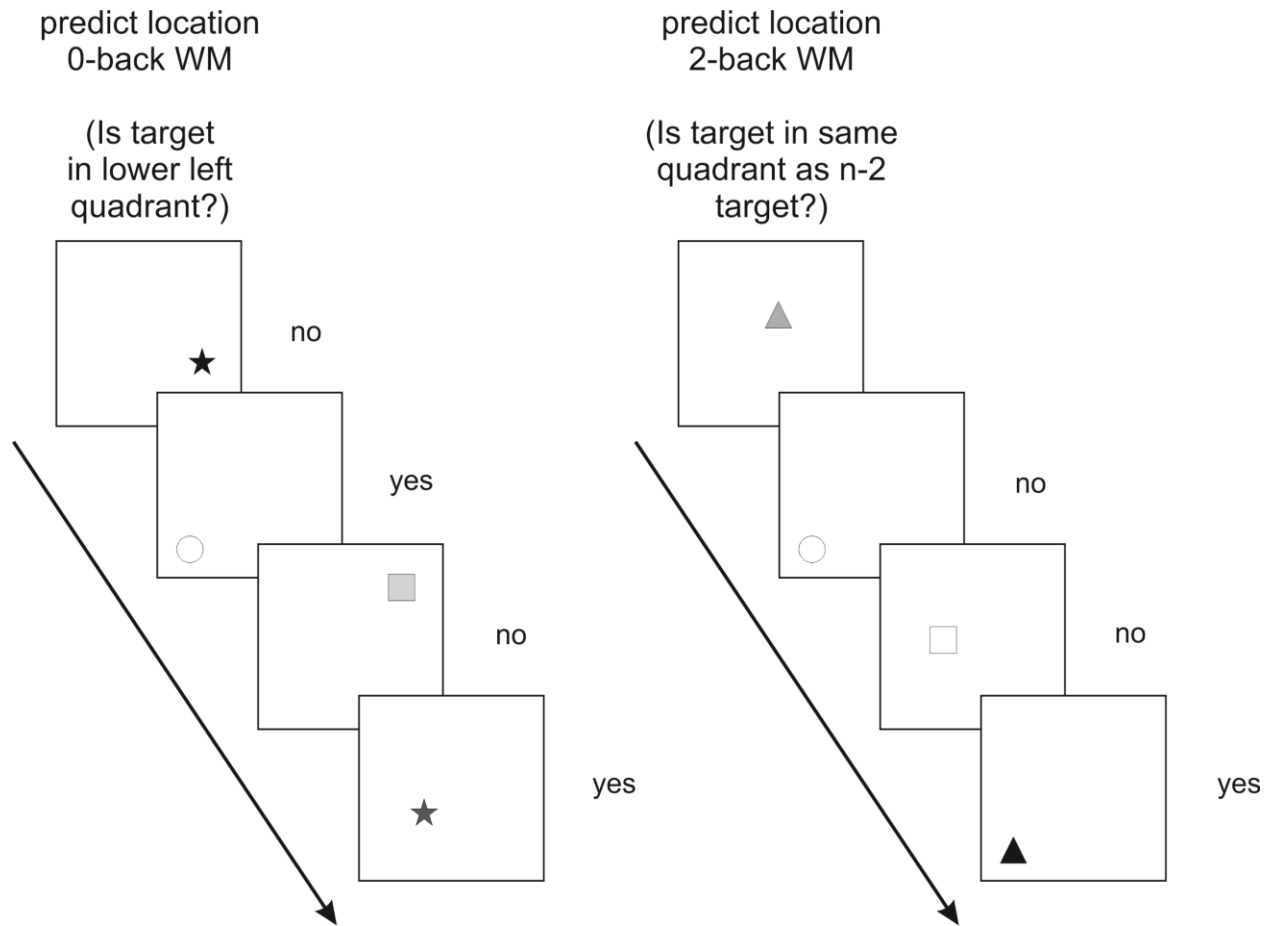 predict location
0-back WM
(Is target
in lower left
quadrant?)
no
yes
no
yes
predict location
2-back WM
(Is target in same
quadrant as n-2
target?)
no
no
yes